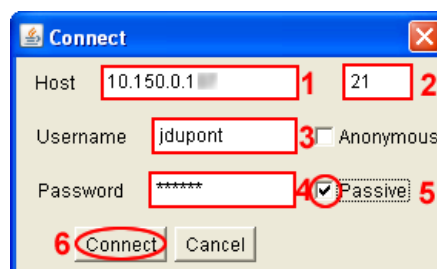 Connect
Host 10.150.0.1 1 21 2
Username jdupont 3 Anonymous
Password ****** 4 Passive 5
6 Connect Cancel